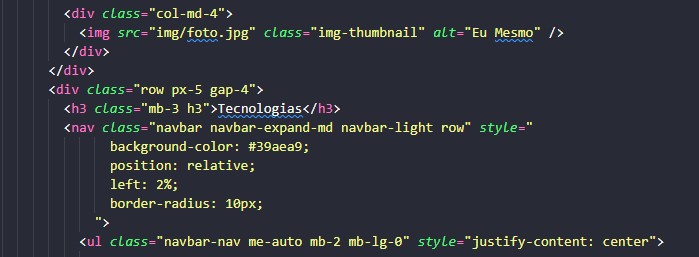 <div class="col-md-4">
<img src="img/foto.jpg" class="img-thumbnail" alt="Eu Mesmo" />
</div>
</div>
<div class="row px-5 gap-4">
<h3 class="mb-3 h3">Tecnologias</h3>
<nav class="navbar navbar-expand-md navbar-light row" style="
background-color: #39aea9;
position: relative;
left: 2%;
border-radius: 10px;
">
<ul class="navbar-nav me-auto mb-2 mb-lg-0" style="justify-content: center">